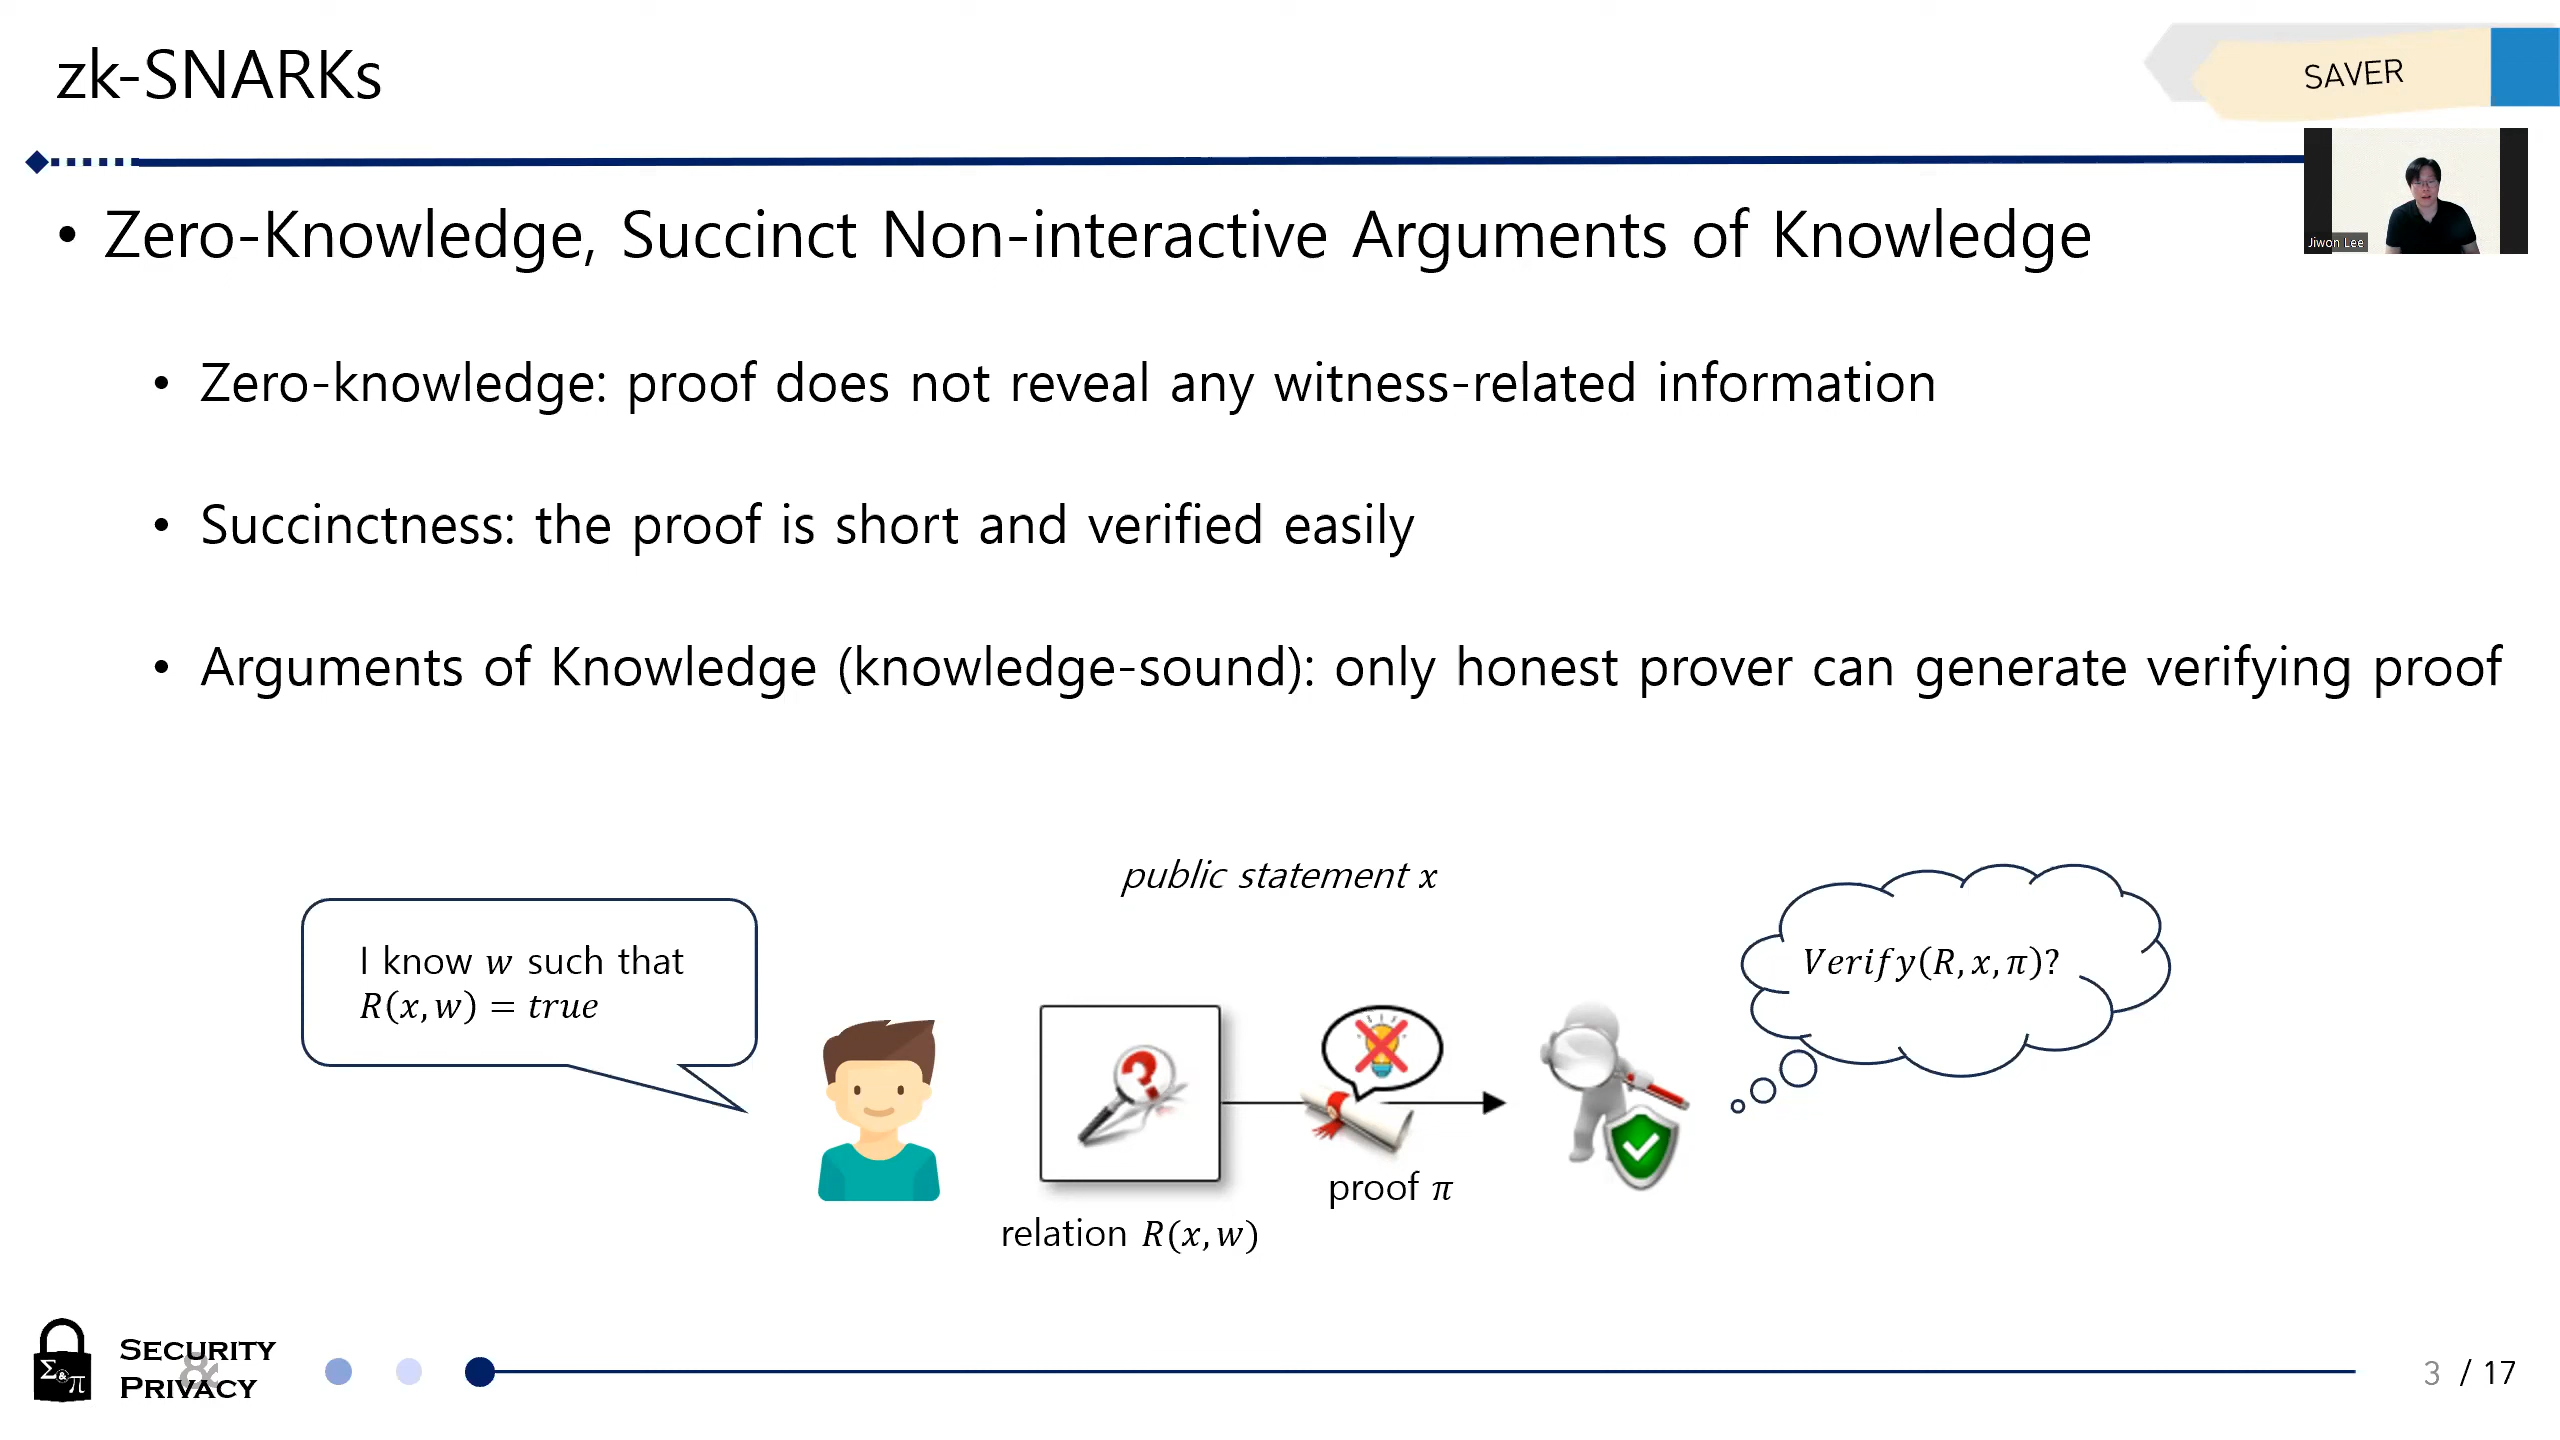 zk-SNARKs
SAVER
Jiwon Lee
• Zero-Knowledge, Succinct Non-interactive Arguments of Knowledge
• Zero-knowledge: proof does not reveal any witness-related information
• Succinctness: the proof is short and verified easily
• Arguments of Knowledge (knowledge-sound): only honest prover can generate verifying proof
public statement x
I know w such that
R(x, w) = true
Verify(R, x, π)?
?
proof π
relation R(x, w)
Σ&π
SECURITY
&
PRIVACY
3 / 17